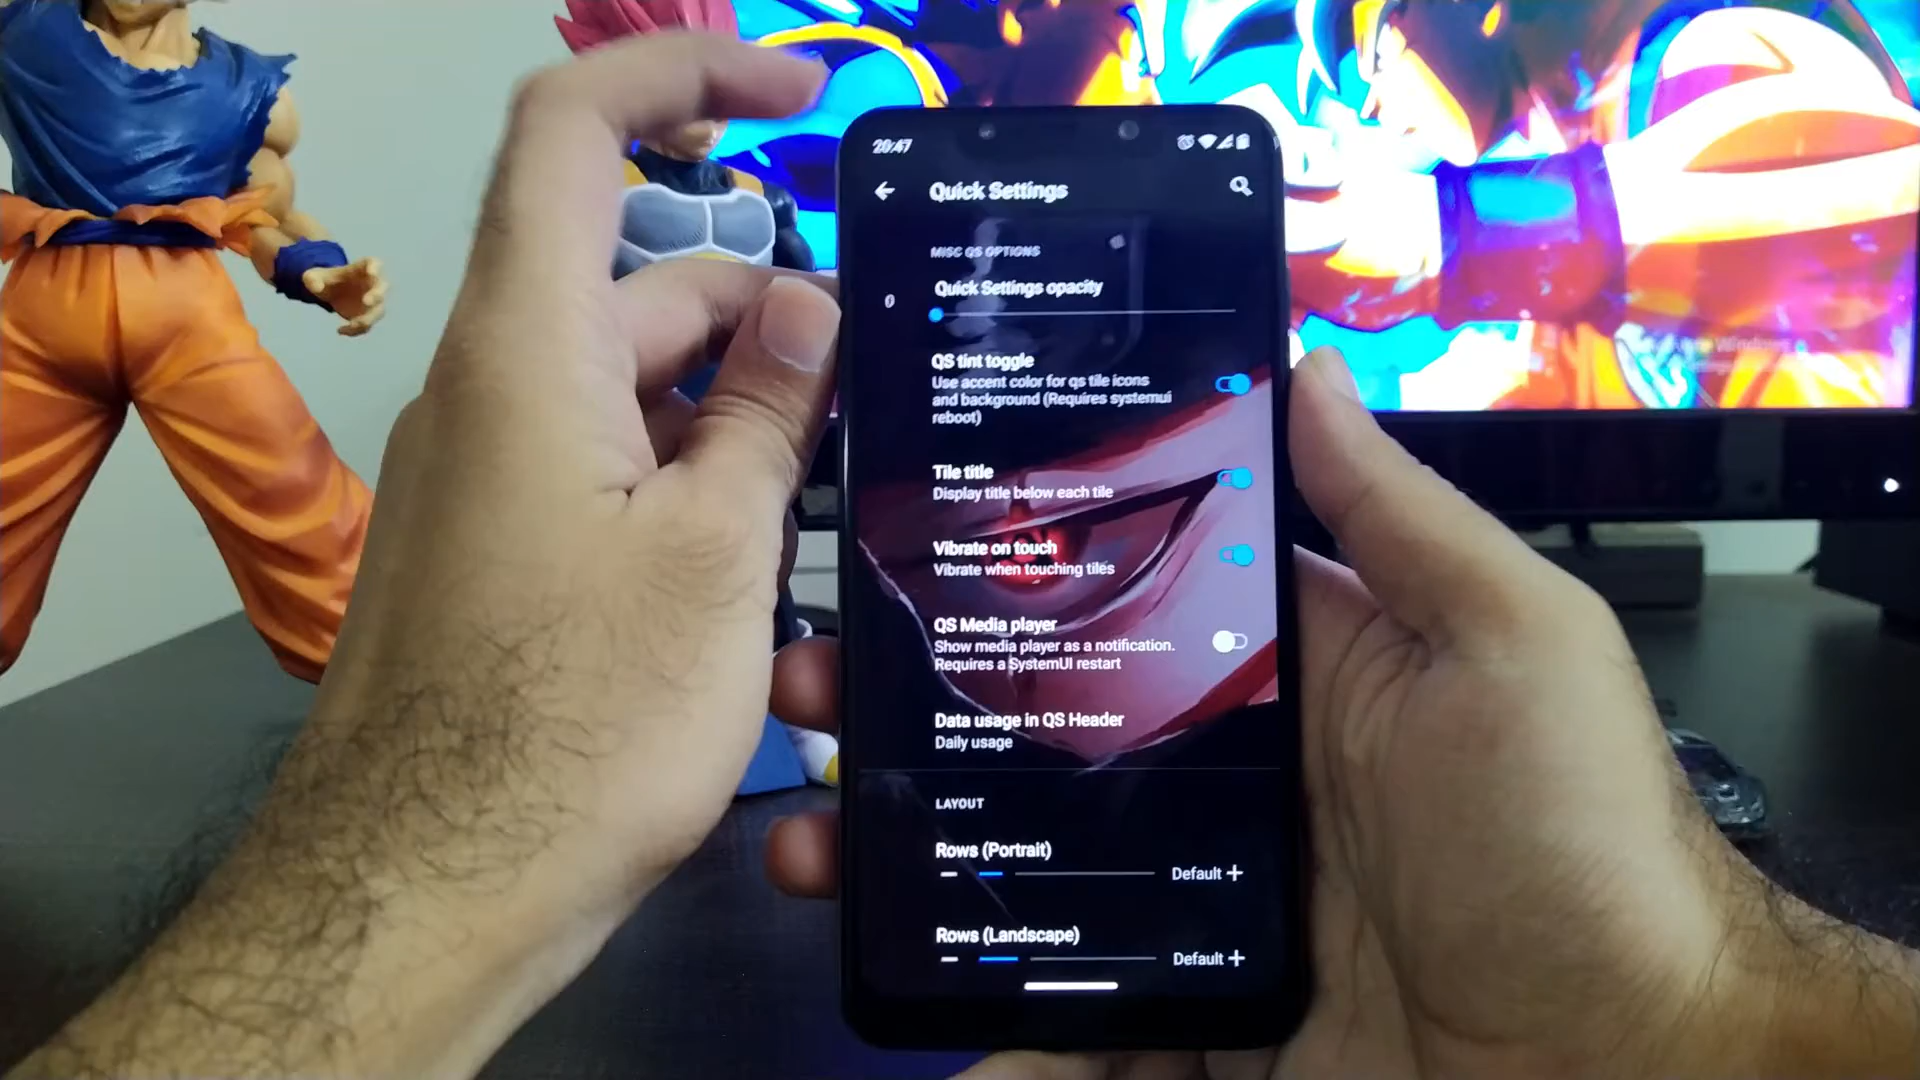 20:47
Quick Settings
MISC QS OPTIONS
Quick Settings opacity
0
QS tint toggle
Use accent color for qs tile icons
and background (Requires systemui
reboot)
Tile title
Display title below each tile
Vibrate on touch
Vibrate when touching tiles
QS Media player
Show media player as a notification.
Requires a SystemUI restart
Data usage in QS Header
Daily usage
LAYOUT
Rows (Portrait)
Default
Rows (Landscape)
Default
Windows